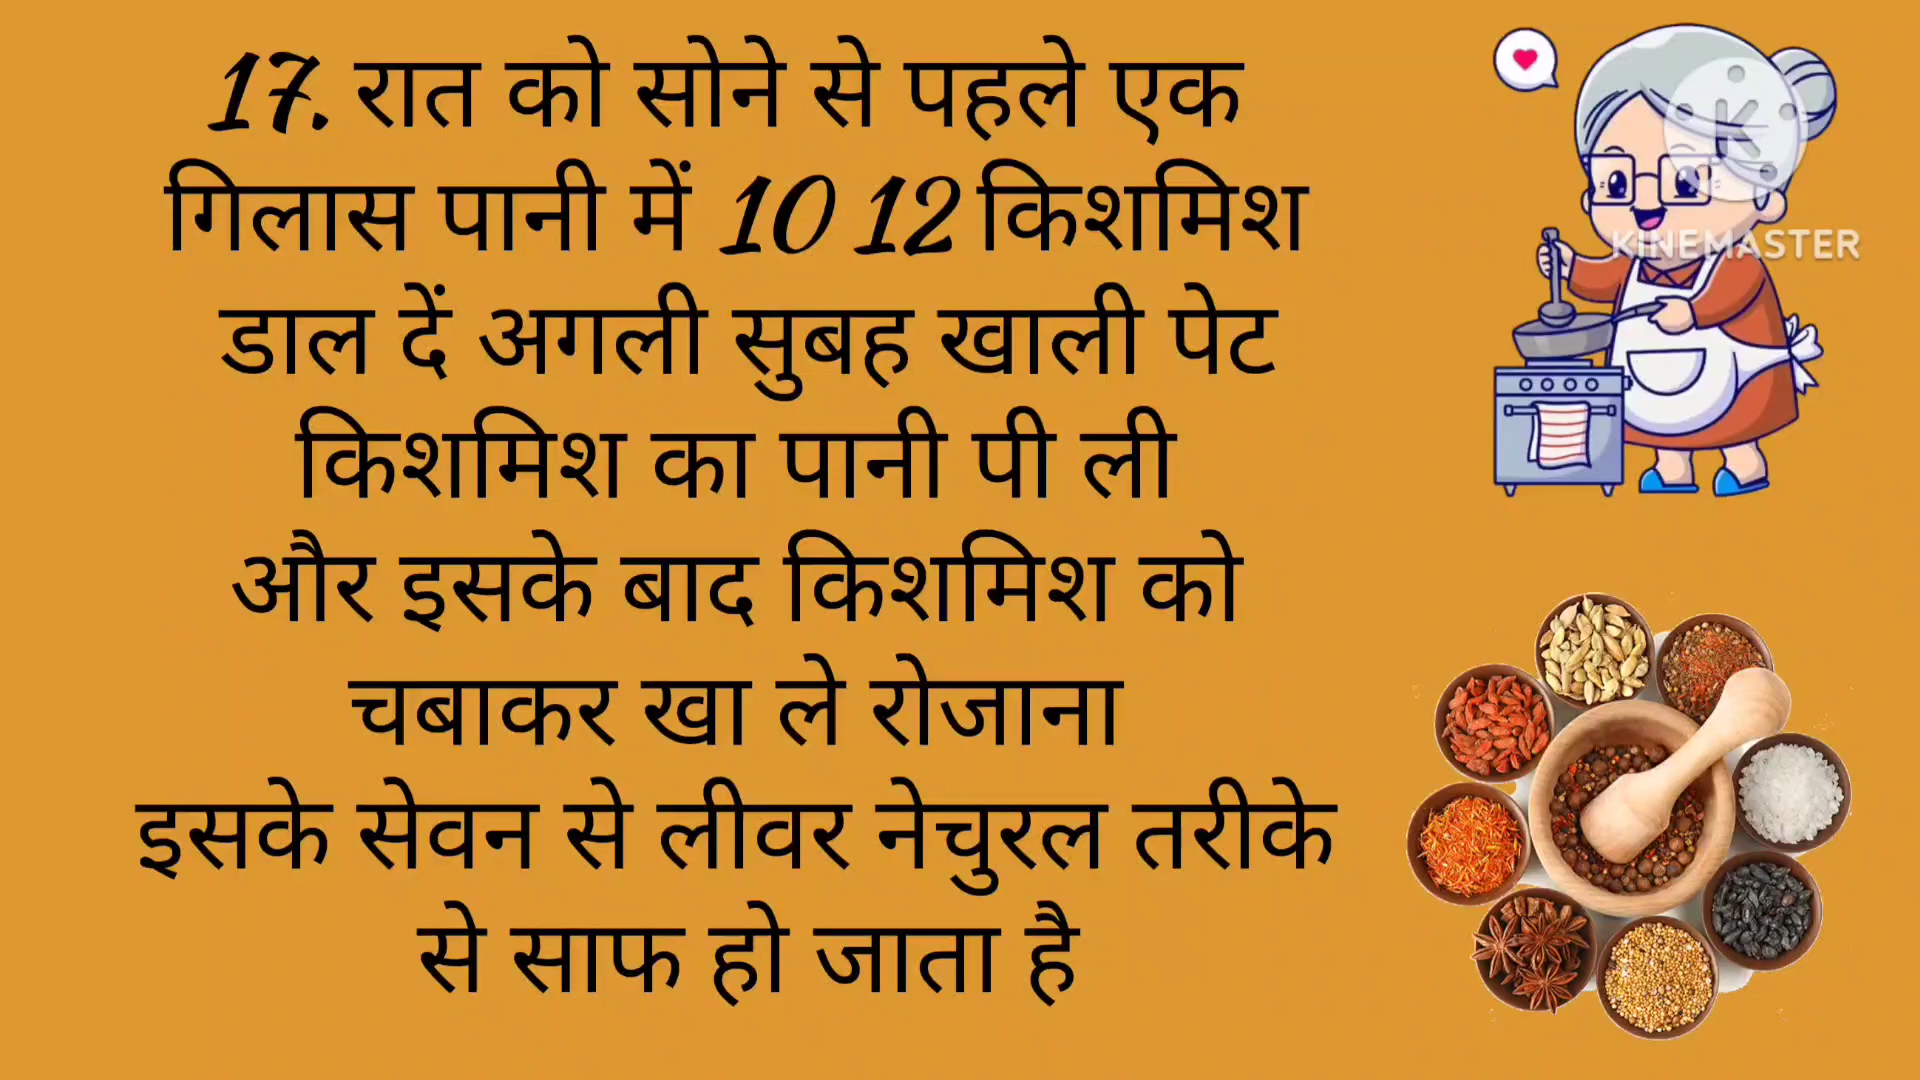 17. रात को सोने से पहले एक
गिलास पानी में 10 12 किशमिश
डाल दें अगली सुबह खाली पेट
किशमिश का पानी पी ली
और इसके बाद किशमिश को
चबाकर खा ले रोजाना
इसके सेवन से लीवर नेचुरल तरीके
से साफ हो जाता है
K
KINEMASTER